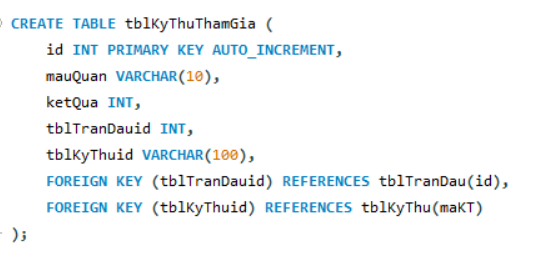 CREATE TABLE tblKyThuThamGia (
id INT PRIMARY KEY AUTO_INCREMENT,
mauQuan VARCHAR(10),
ketQua INT,
tblTranDauid INT,
tblKyThuid VARCHAR(100),
FOREIGN KEY (tblTranDauid) REFERENCES tblTranDau(id),
FOREIGN KEY (tblKyThuid) REFERENCES tblKyThu(maKT)
);